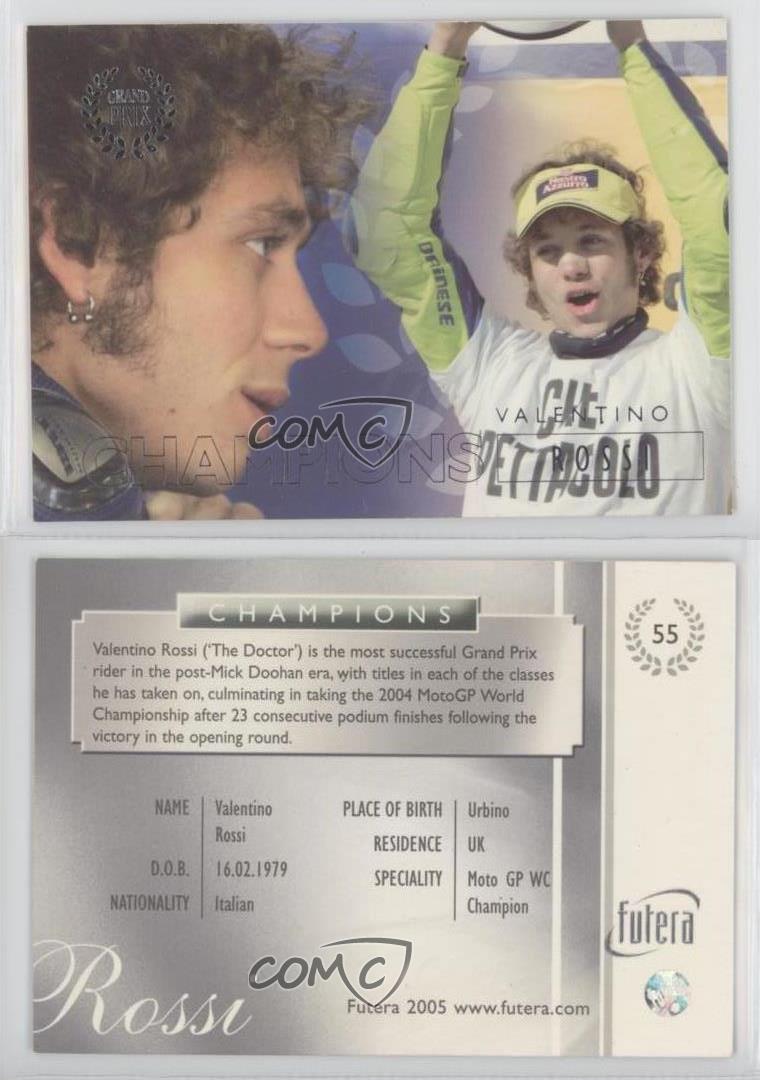 GRAND
PRIX
Nastro
Azzurro
DAINESE
CHE
SPETTACOLO
VALENTINO
CHAMPIONS
ROSSI
COMC
CHAMPIONS
55
Valentino Rossi ('The Doctor') is the most successful Grand Prix
rider in the post-Mick Doohan era, with titles in each of the classes
he has taken on, culminating in taking the 2004 MotoGP World
Championship after 23 consecutive podium finishes following the
victory in the opening round.
NAME Valentino
Rossi
D.O.B. 16.02.1979
NATIONALITY Italian
PLACE OF BIRTH Urbino
RESIDENCE UK
SPECIALITY Moto GP WC
Champion
futera
COMC
Rossi
Futera 2005 www.futera.com